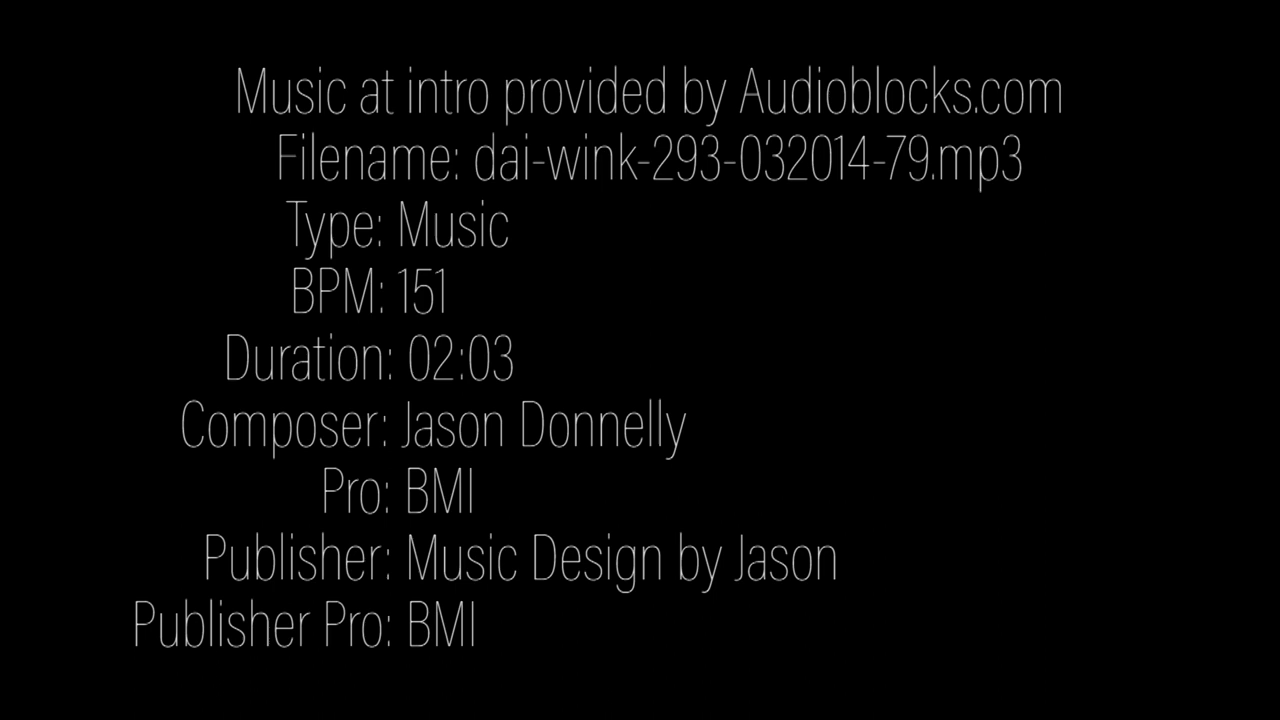 Music at intro provided by Audioblocks.com
Filename: dai-wink-293-032014-79.mp3
Type: Music
BPM: 151
Duration: 02:03
Composer: Jason Donnelly
Pro: BMI
Publisher: Music Design by Jason
Publisher Pro: BMI